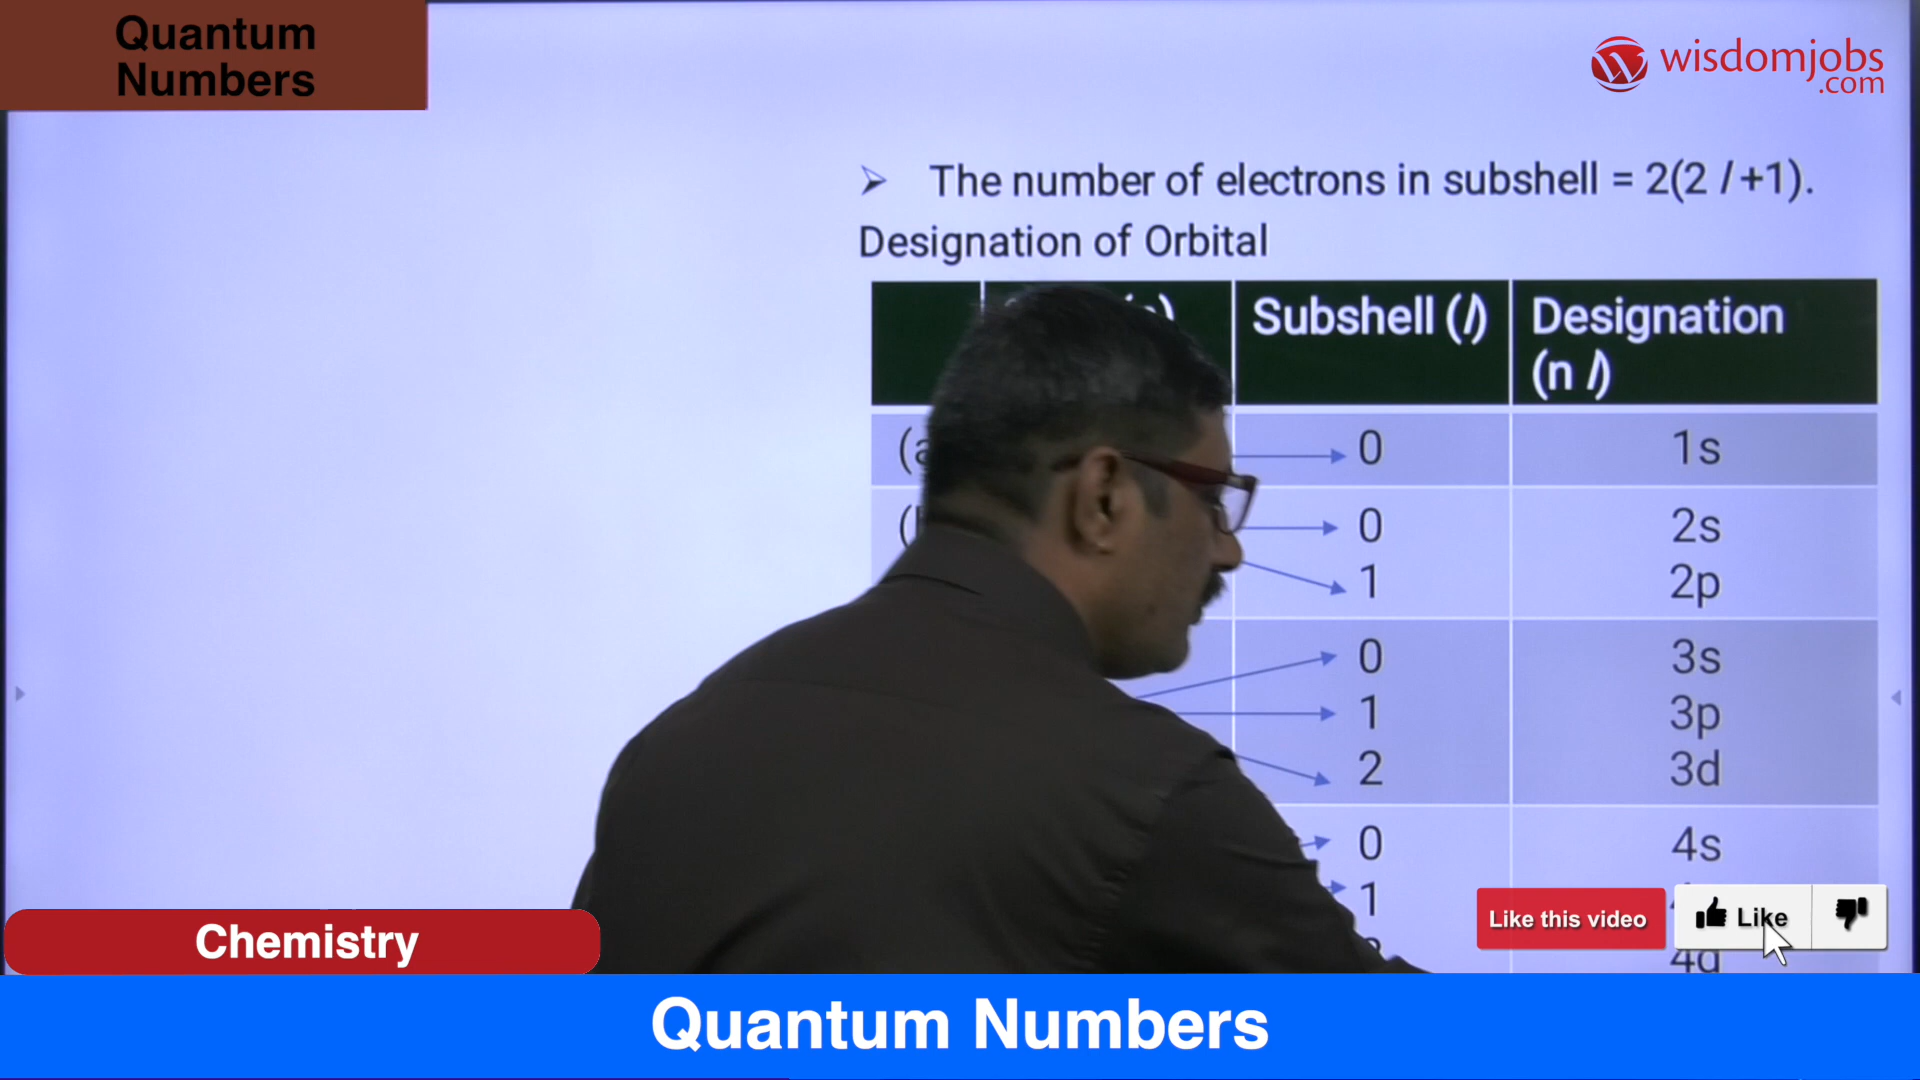 Quantum
Numbers
wisdomjobs
.com
➢ The number of electrons in subshell = 2(2 l +1).
Designation of Orbital
Subshell (l) Designation
(n l)
0 1s
0 2s
1 2p
0 3s
1 3p
2 3d
0 4s
1
4d
Like this video Like
Chemistry
Quantum Numbers